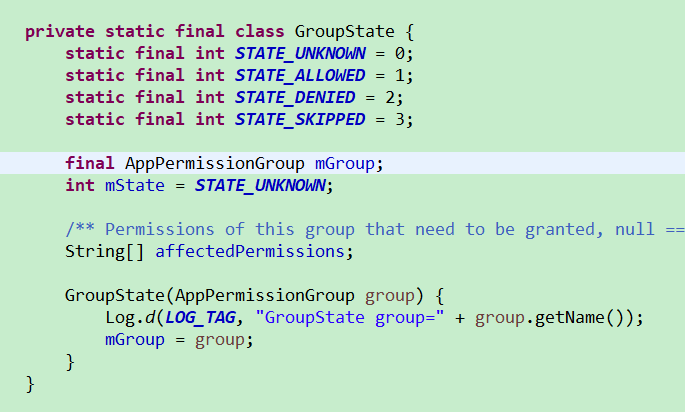 private static final class GroupState {
static final int STATE_UNKNOWN = 0;
static final int STATE_ALLOWED = 1;
static final int STATE_DENIED = 2;
static final int STATE_SKIPPED = 3;
final AppPermissionGroup mGroup;
int mState = STATE_UNKNOWN;
/** Permissions of this group that need to be granted, null ==
String[] affectedPermissions;
GroupState(AppPermissionGroup group) {
Log.d(LOG_TAG, "GroupState group=" + group.getName());
mGroup = group;
}
}